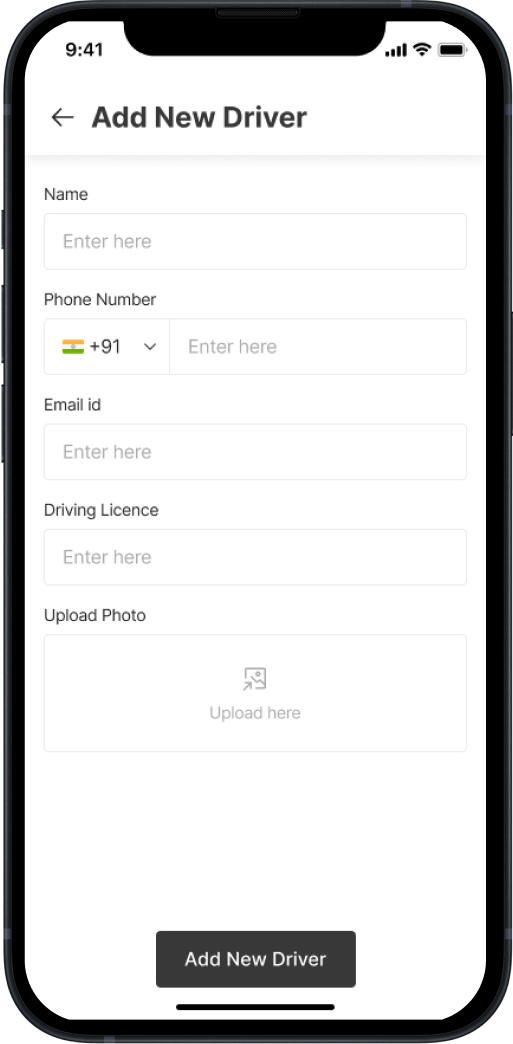 9:41
Add New Driver
Name
Enter here
Phone Number
+91 Enter here
Email id
Enter here
Driving Licence
Enter here
Upload Photo
Upload here
Add New Driver